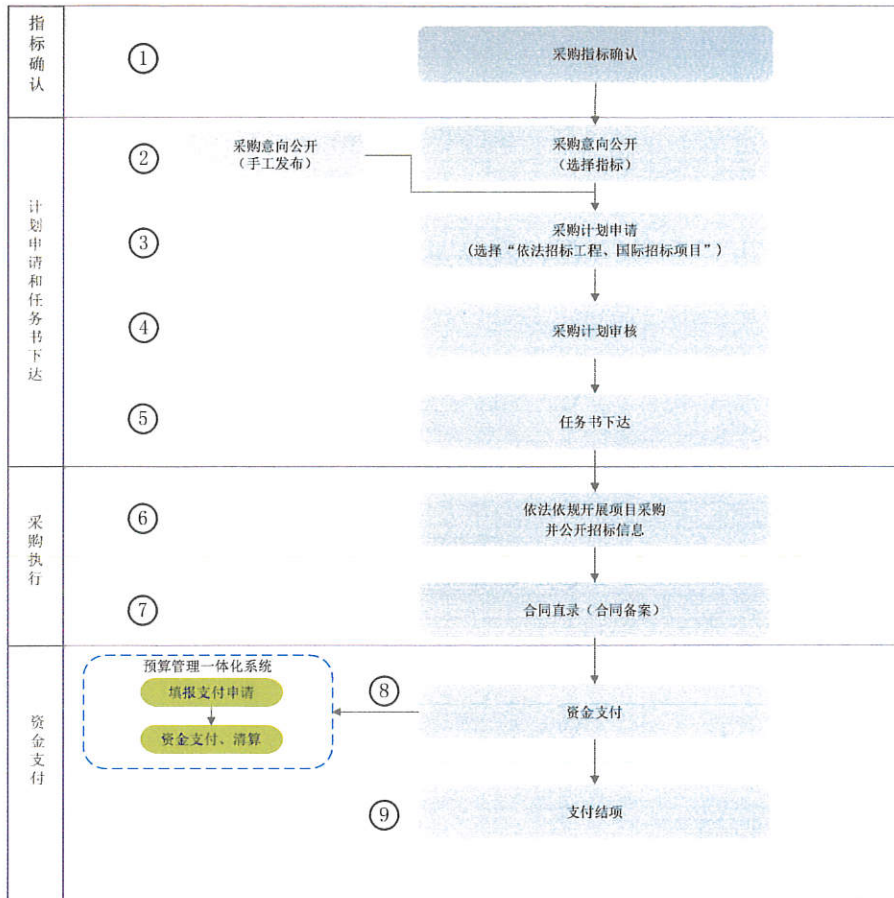 指标确认
①
采购指标确认
计划申请和任务书下达
②
采购意向公开
（手工发布）
采购意向公开
（选择指标）
③
采购计划申请
(选择“依法招标工程、国际招标项目”)
④
采购计划审核
⑤
任务书下达
采购执行
⑥
依法依规开展项目采购
并公开招标信息
⑦
合同直录（合同备案）
资金支付
预算管理一体化系统
填报支付申请
资金支付、清算
⑧
资金支付
⑨
支付结项